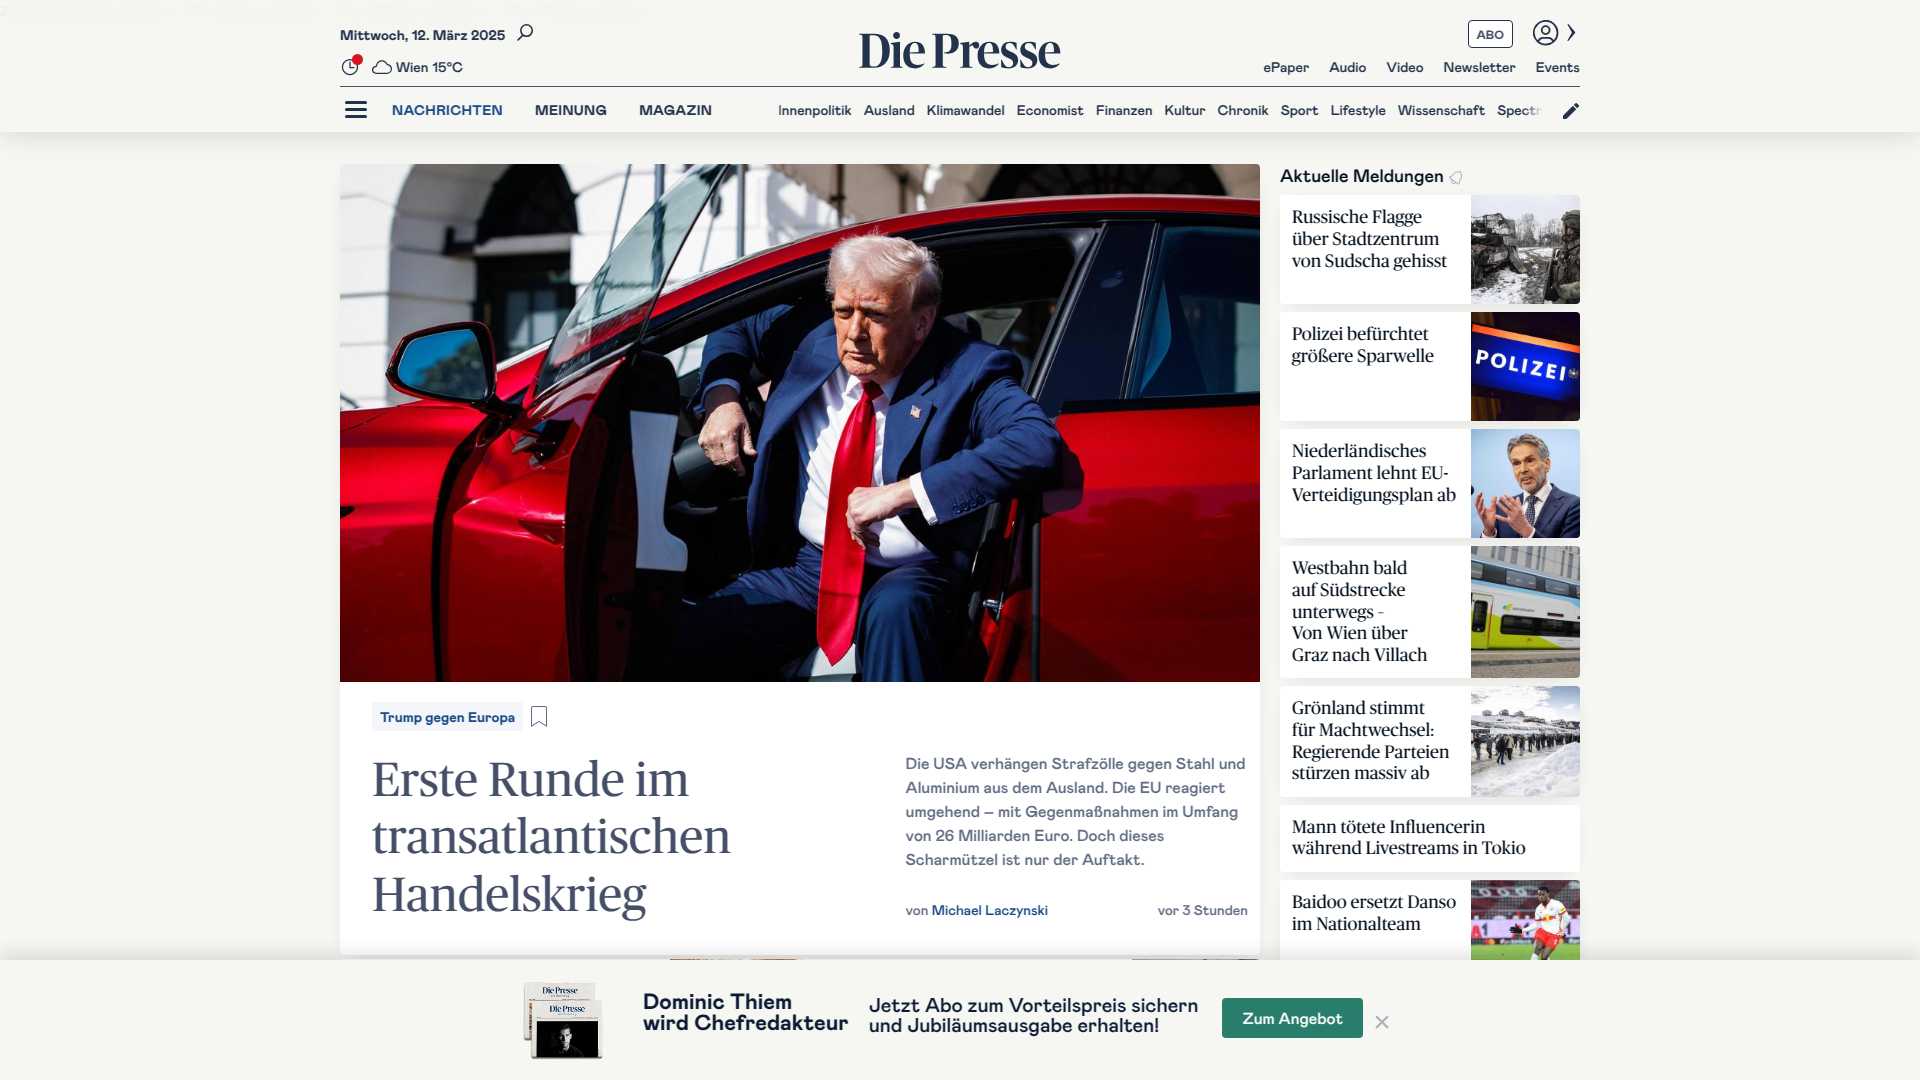 Mittwoch, 12. März 2025
Wien 15°C
Die Presse
ABO
ePaper Audio Video Newsletter Events
NACHRICHTEN MEINUNG MAGAZIN
Innenpolitik Ausland Klimawandel Economist Finanzen Kultur Chronik Sport Lifestyle Wissenschaft Spectr
Trump gegen Europa
Erste Runde im
transatlantischen
Handelskrieg
Die USA verhängen Strafzölle gegen Stahl und
Aluminium aus dem Ausland. Die EU reagiert
umgehend – mit Gegenmaßnahmen im Umfang
von 26 Milliarden Euro. Doch dieses
Scharmützel ist nur der Auftakt.
von Michael Laczynski vor 3 Stunden
Aktuelle Meldungen
Russische Flagge
über Stadtzentrum
von Sudscha gehisst
Polizei befürchtet
größere Sparwelle
POLIZEI
Niederländisches
Parlament lehnt EU-
Verteidigungsplan ab
Westbahn bald
auf Südstrecke
unterwegs –
Von Wien über
Graz nach Villach
Grönland stimmt
für Machtwechsel:
Regierende Parteien
stürzen massiv ab
Mann tötete Influencerin
während Livestreams in Tokio
Baidoo ersetzt Danso
im Nationalteam
Die Presse
Die Presse
Dominic Thiem
wird Chefredakteur
Jetzt Abo zum Vorteilspreis sichern
und Jubiläumsausgabe erhalten!
Zum Angebot